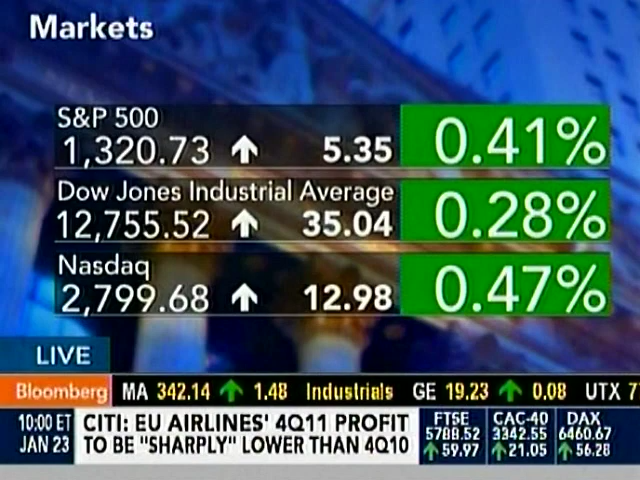 Markets
S&P 500
1,320.73 ↑ 5.35 0.41%
Dow Jones Industrial Average
12,755.52 ↑ 35.04 0.28%
Nasdaq
2,799.68 ↑ 12.98 0.47%
LIVE
Bloomberg MA 342.14 ↑ 1.48 Industrials GE 19.23 ↑ 0.08 UTX 7
10:00 ET CITI: EU AIRLINES' 4Q11 PROFIT FTSE CAC-40 DAX
JAN 23 TO BE "SHARPLY" LOWER THAN 4Q10 5788.52 3342.55 6460.67
↑ 59.97 ↑ 21.05 ↑ 56.28